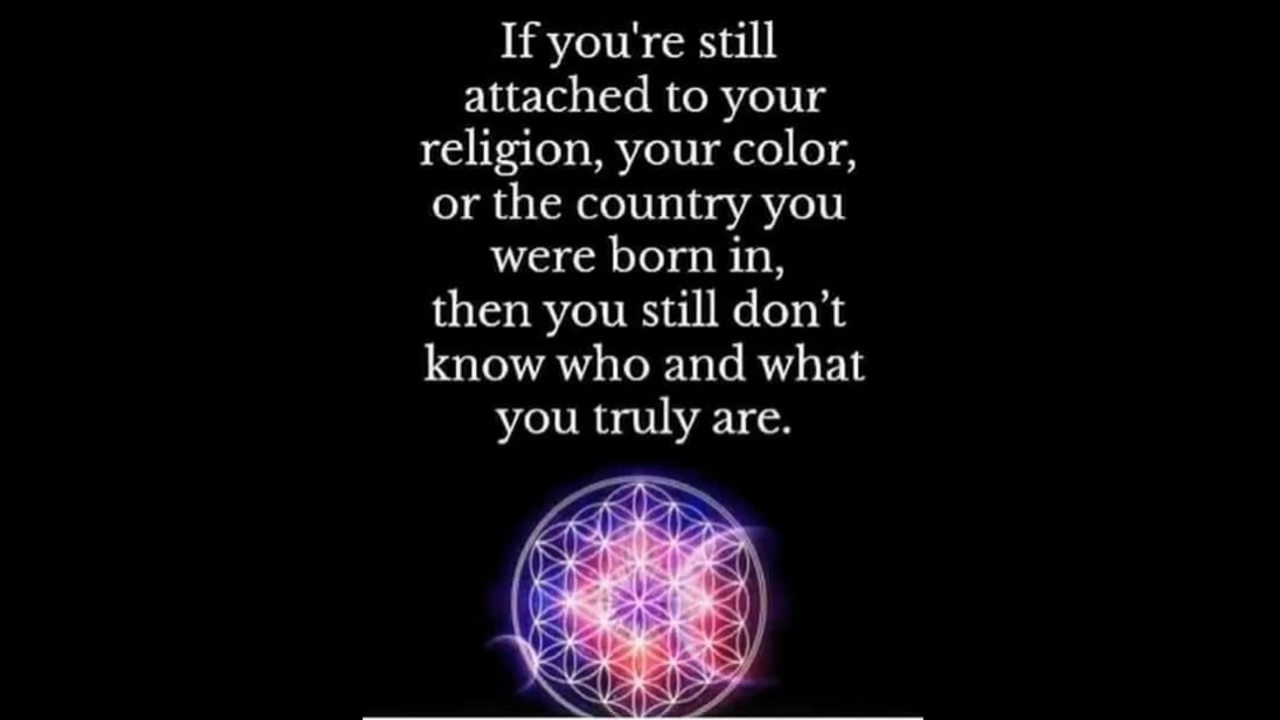 If you're still
attached to your
religion, your color,
or the country you
were born in,
then you still don’t
know who and what
you truly are.